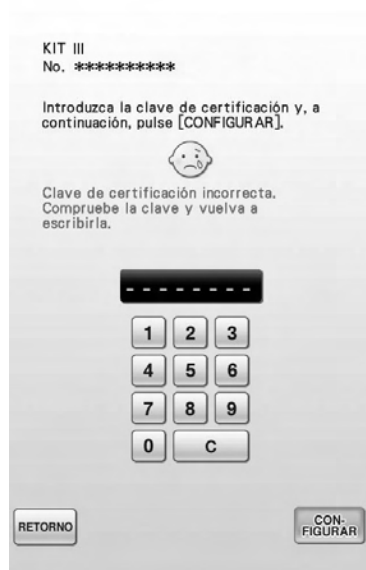 KIT III
No. **********
Introduzca la clave de certificación y, a
continuación, pulse [CONFIGURAR].
Clave de certificación incorrecta.
Compruebe la clave y vuelva a
escribirla.
- - - - - - - -
1 2 3
4 5 6
7 8 9
0 C
RETORNO
CON-
FIGURAR